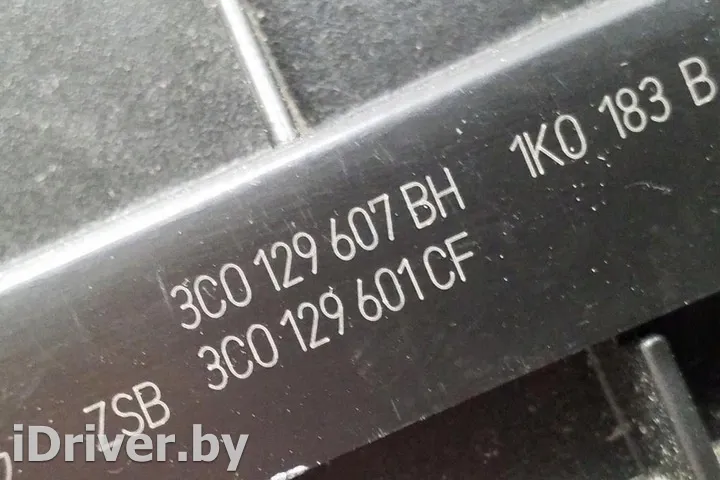 3C0 129 607 BH 1K0 183 B
ZSB 3C0 129 601 CF
iDriver.by